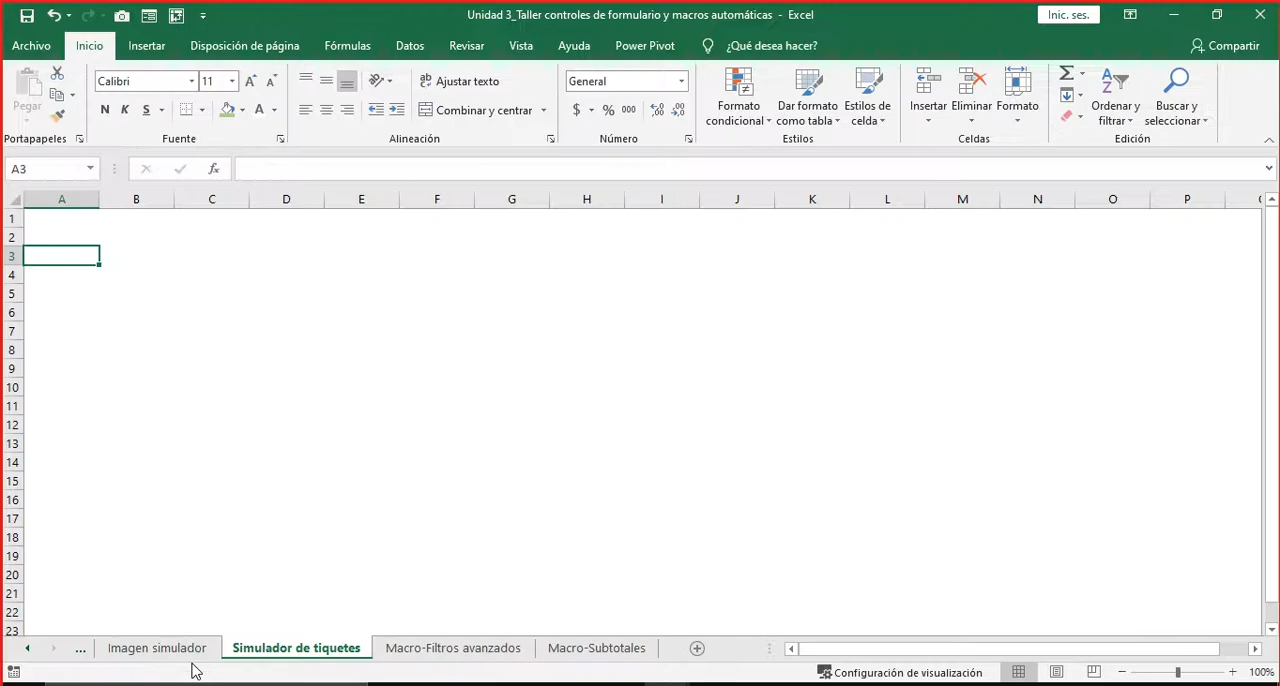 Unidad 3_Taller controles de formulario y macros automáticas - Excel
Inic. ses.
Archivo Inicio Insertar Disposición de página Fórmulas Datos Revisar Vista Ayuda Power Pivot ¿Qué desea hacer? Compartir
Pegar
Calibri 11
N K S
A
Ajustar texto
Combinar y centrar
General
$ % 000
Formato condicional
Dar formato como tabla
Estilos de celda
Insertar Eliminar Formato
Ordenar y filtrar
Buscar y seleccionar
Portapapeles Fuente Alineación Número Estilos Celdas Edición
A3 fx
A B C D E F G H I J K L M N O P
1
2
3
4
5
6
7
8
9
10
11
12
13
14
15
16
17
18
19
20
21
22
23
... Imagen simulador Simulador de tiquetes Macro-Filtros avanzados Macro-Subtotales
Configuración de visualización 100%